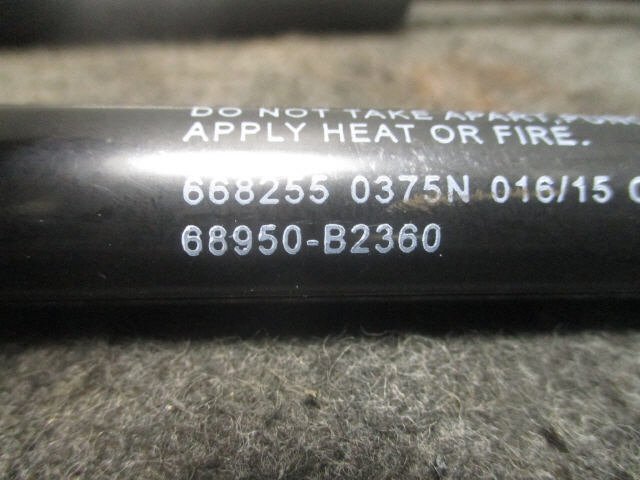 DO NOT TAKE APART,
APPLY HEAT OR FIRE.
668255 0375N 016/15
68950-B2360